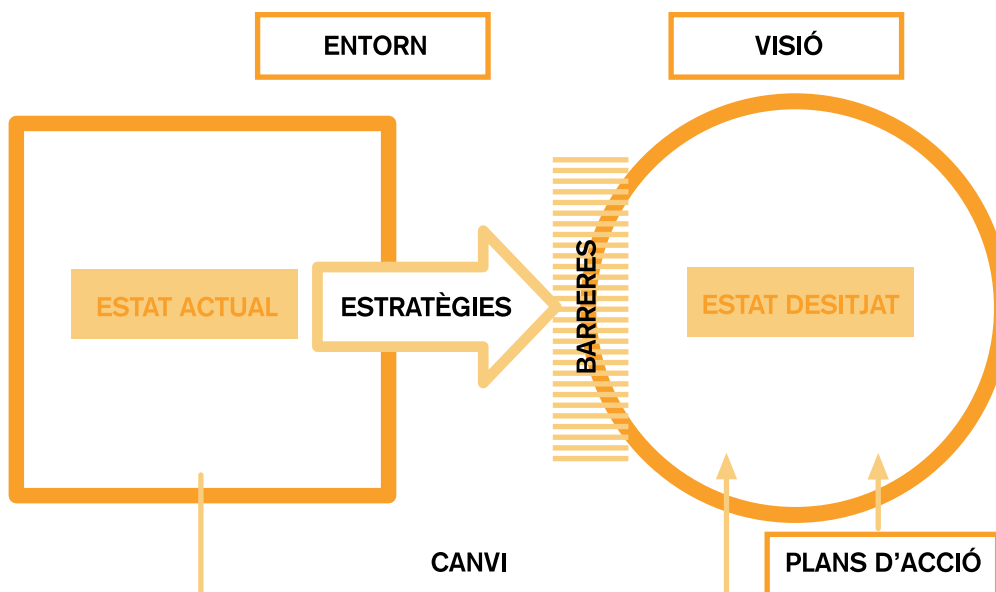 ENTORN
VISIÓ
ESTAT ACTUAL
ESTRATÈGIES
BARRERES
ESTAT DESITJAT
CANVI
PLANS D’ACCIÓ